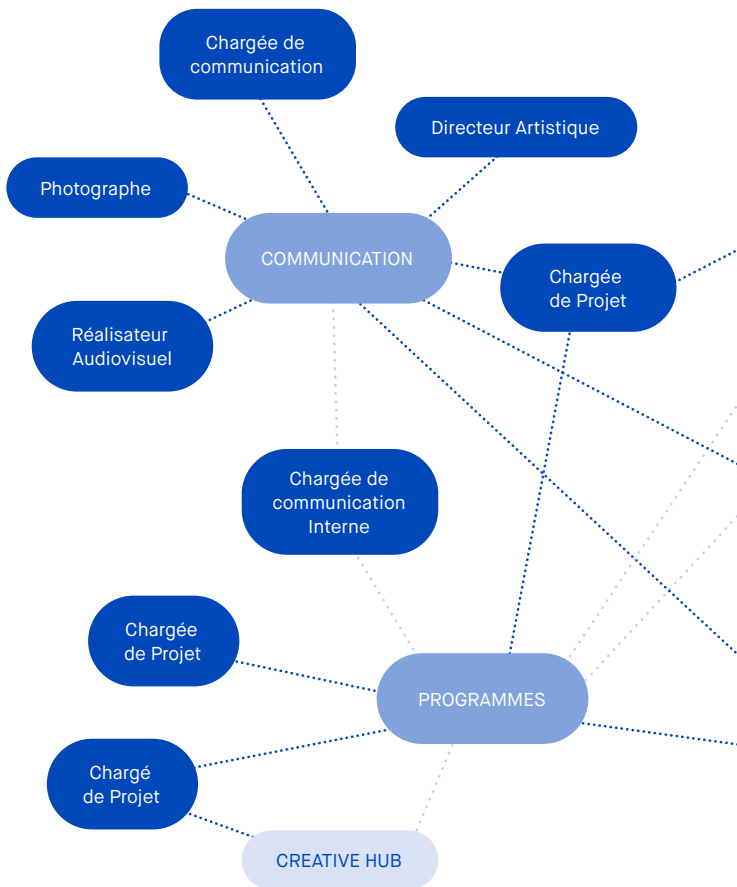 Chargée de
communication
Directeur Artistique
Photographe
COMMUNICATION
Chargée
de Projet
Réalisateur
Audiovisuel
Chargée de
communication
Interne
Chargée
de Projet
PROGRAMMES
Chargé
de Projet
CREATIVE HUB